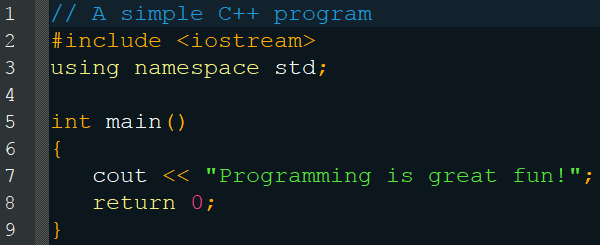 1 // A simple C++ program
2 #include <iostream>
3 using namespace std;
4
5 int main()
6 {
7    cout << "Programming is great fun!";
8    return 0;
9 }